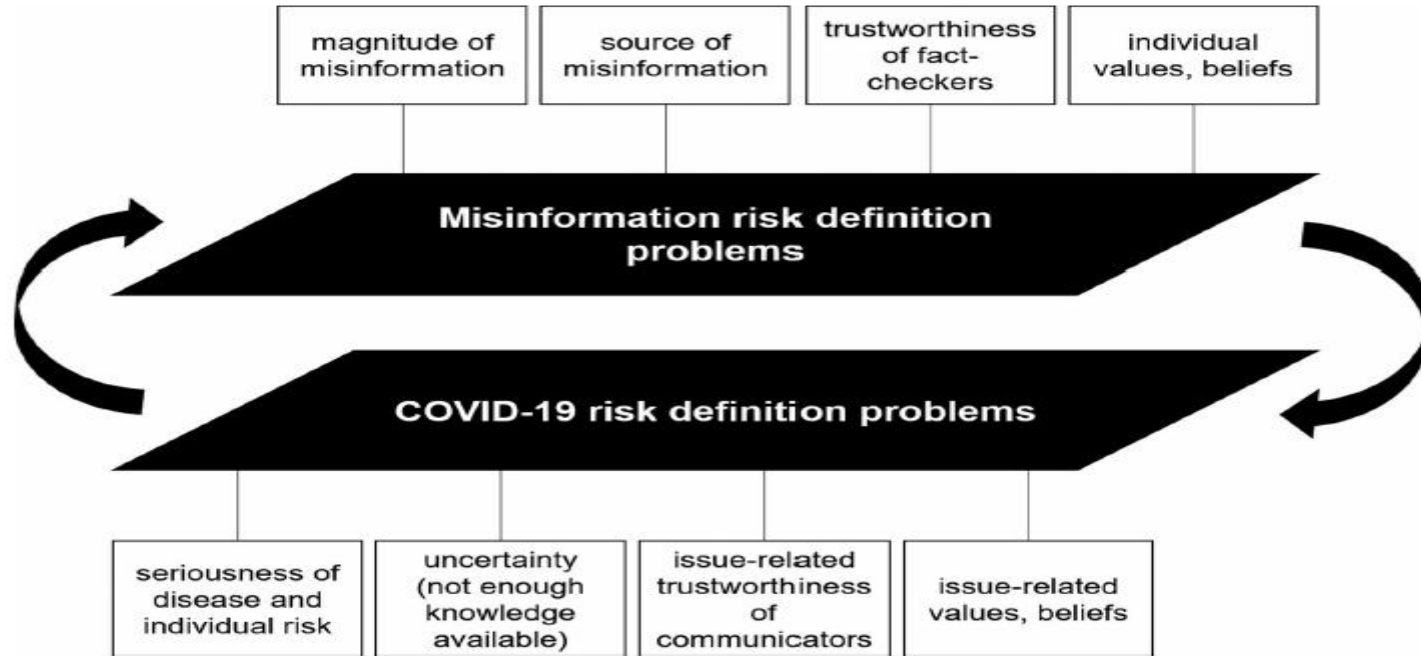 magnitude of
misinformation
source of
misinformation
trustworthiness
of fact-
checkers
individual
values, beliefs
Misinformation risk definition
problems
COVID-19 risk definition problems
seriousness of
disease and
individual risk
uncertainty
(not enough
knowledge
available)
issue-related
trustworthiness
of
communicators
issue-related
values, beliefs